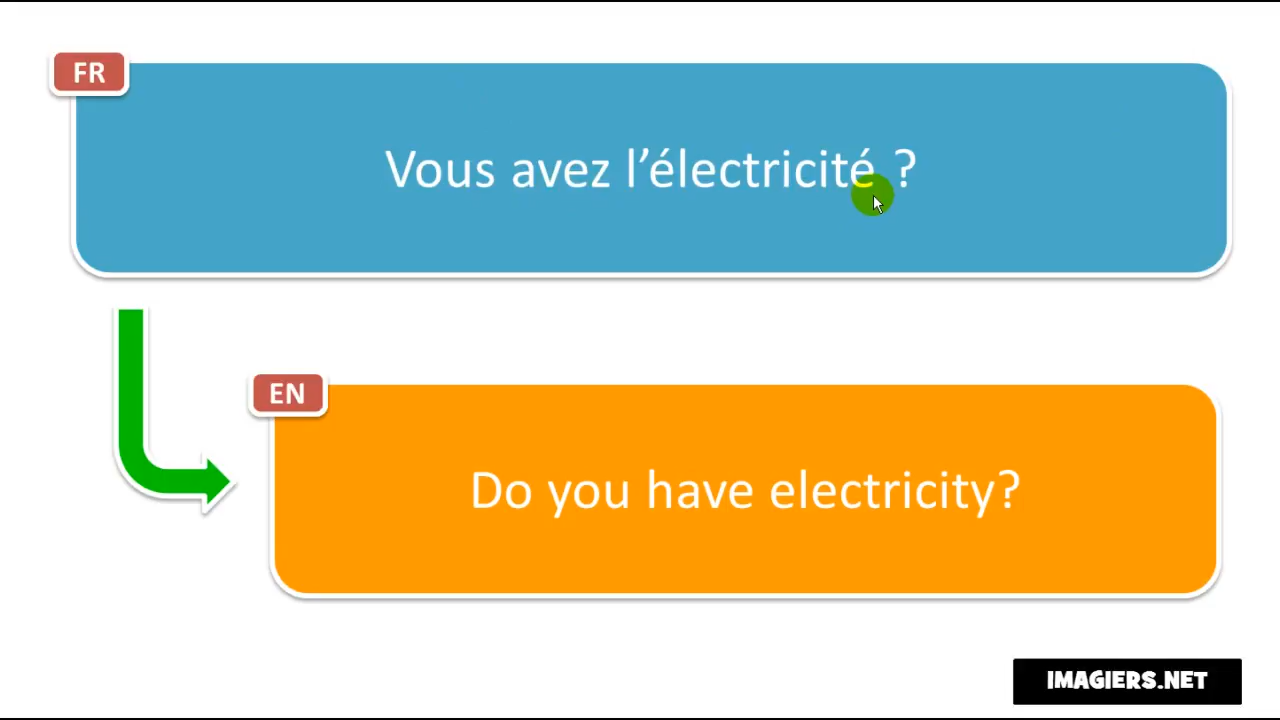 FR
Vous avez l’électricité ?
EN
Do you have electricity?
IMAGIERS.NET